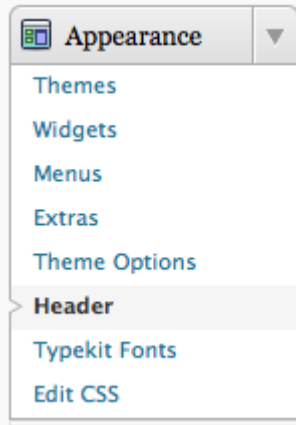 Appearance
Themes
Widgets
Menus
Extras
Theme Options
Header
Typekit Fonts
Edit CSS